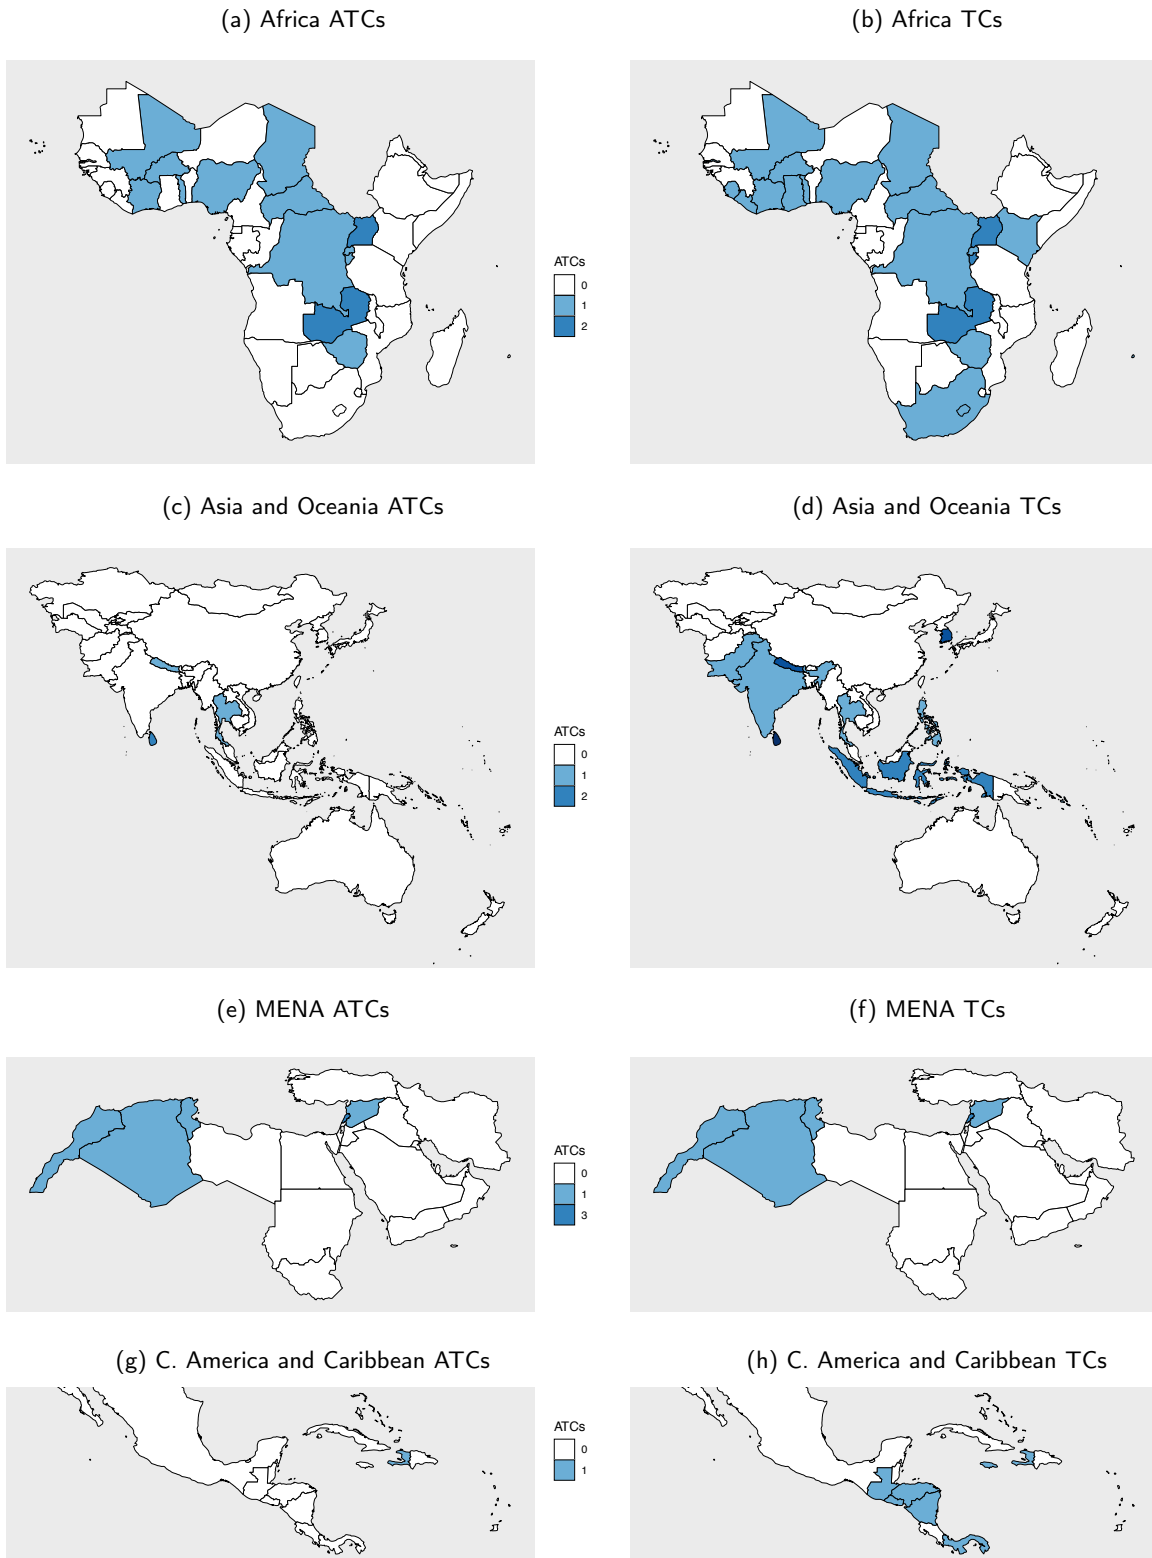 (a) Africa ATCs
(b) Africa TCs
ATCs
0
1
2
(c) Asia and Oceania ATCs
(d) Asia and Oceania TCs
ATCs
0
1
2
(e) MENA ATCs
(f) MENA TCs
ATCs
0
1
3
(g) C. America and Caribbean ATCs
(h) C. America and Caribbean TCs
ATCs
0
1